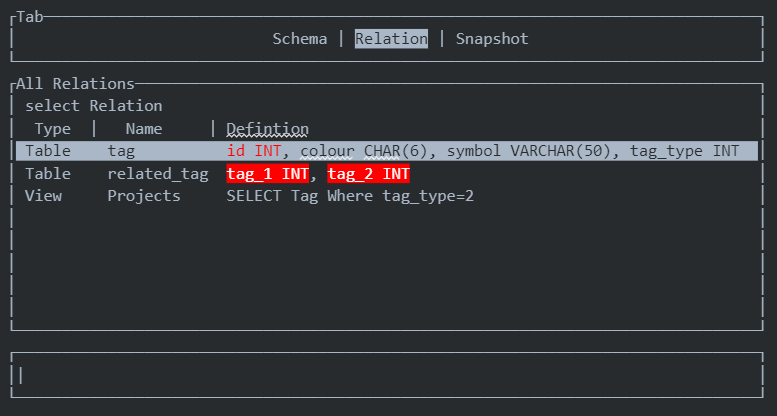 Tab
Schema | Relation | Snapshot
All Relations
select Relation
Type | Name | Defintion
Table tag id INT, colour CHAR(6), symbol VARCHAR(50), tag_type INT
Table related_tag tag_1 INT, tag_2 INT
View Projects SELECT Tag Where tag_type=2